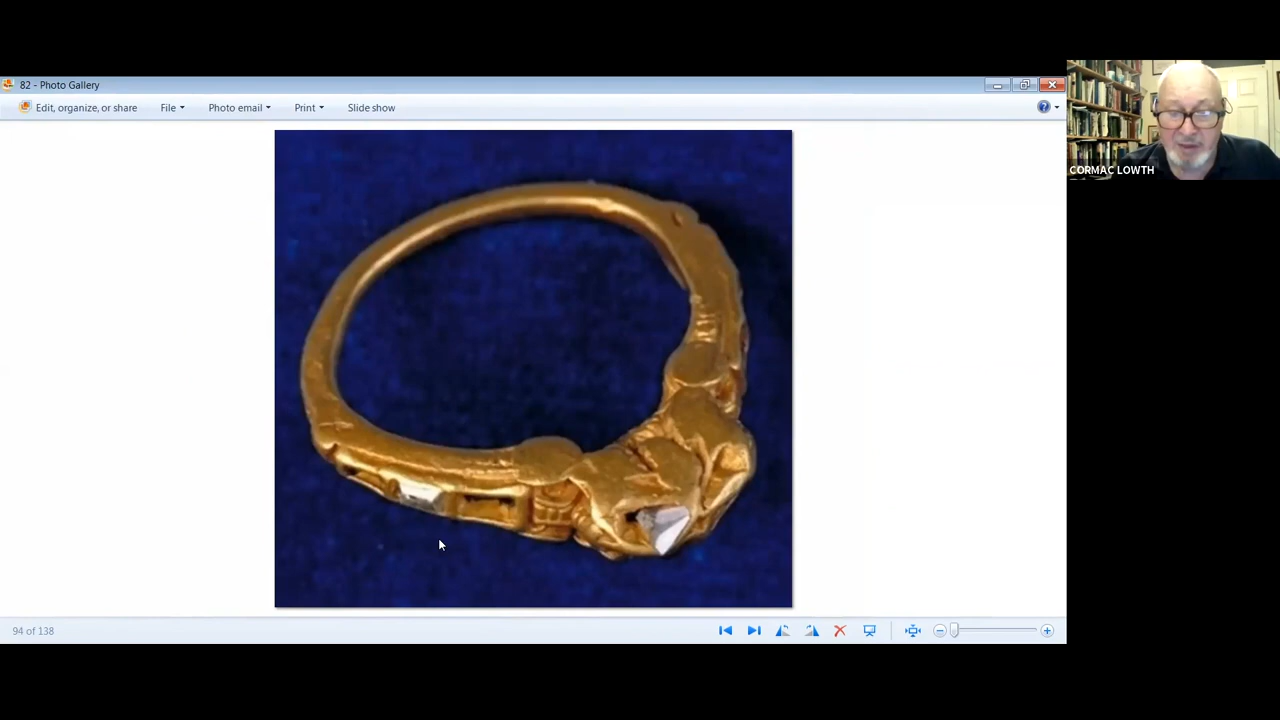 82 - Photo Gallery
Edit, organize, or share File Photo email Print Slide show
CORMAC LOWTH
94 of 138